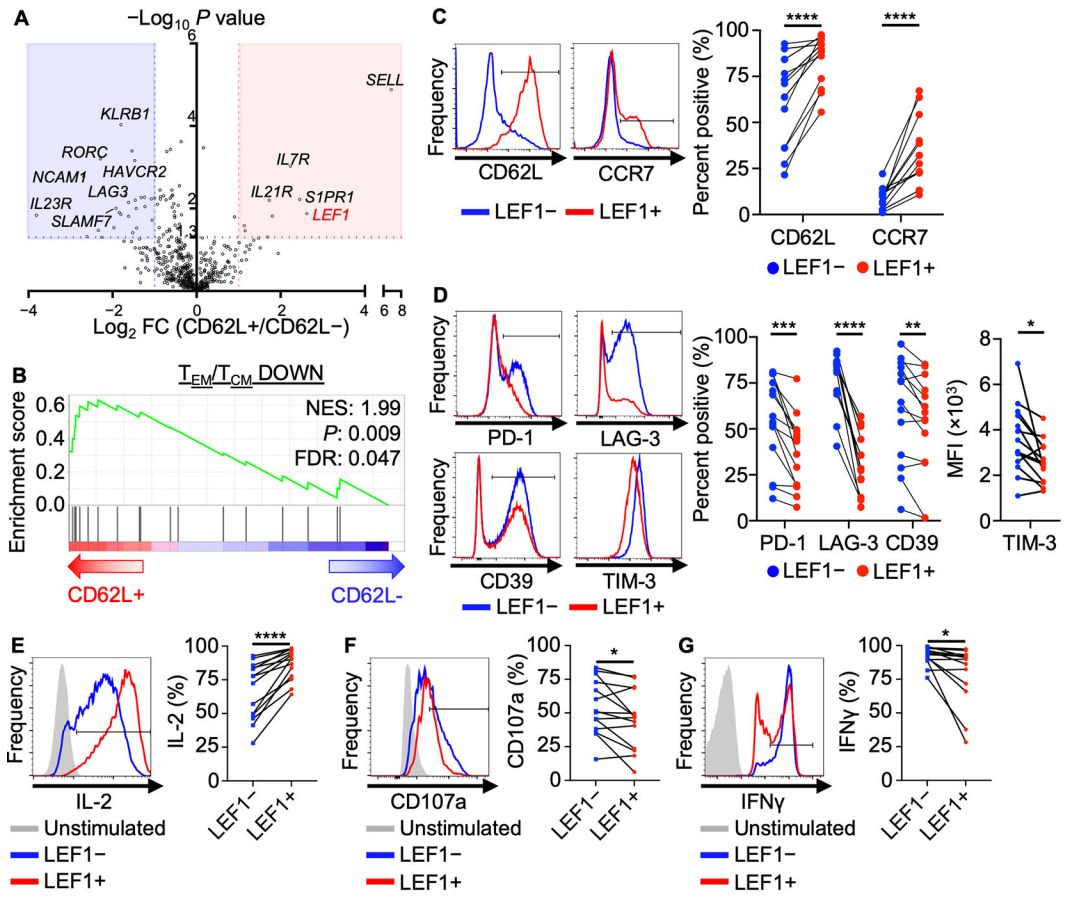 A
−Log10 P value
6
4
2
1.3
SELL
KLRB1
RORC
HAVCR2
NCAM1
LAG3
IL23R
SLAMF7
IL7R
IL21R
S1PR1
LEF1
−4 −2 0 2 4 6 8
Log2 FC (CD62L+/CD62L−)
B
TEM/TCM DOWN
Enrichment score
0.6
0.4
0.2
0.0
NES: 1.99
P: 0.009
FDR: 0.047
CD62L+
CD62L-
C
Frequency
CD62L
CCR7
LEF1− LEF1+
Percent positive (%)
100
75
50
25
0
**** ****
CD62L CCR7
LEF1− LEF1+
D
Frequency
PD-1
LAG-3
Frequency
CD39
TIM-3
LEF1− LEF1+
Percent positive (%)
100
75
50
25
0
*** **** **
PD-1 LAG-3 CD39
LEF1− LEF1+
MFI (×10^3)
8
6
4
2
0
*
TIM-3
E
Frequency
IL-2
Unstimulated
LEF1−
LEF1+
IL-2 (%)
100
75
50
25
0
****
LEF1−
LEF1+
F
Frequency
CD107a
Unstimulated
LEF1−
LEF1+
CD107a (%)
100
75
50
25
0
*
LEF1−
LEF1+
G
Frequency
IFNγ
Unstimulated
LEF1−
LEF1+
IFNγ (%)
100
75
50
25
0
*
LEF1−
LEF1+